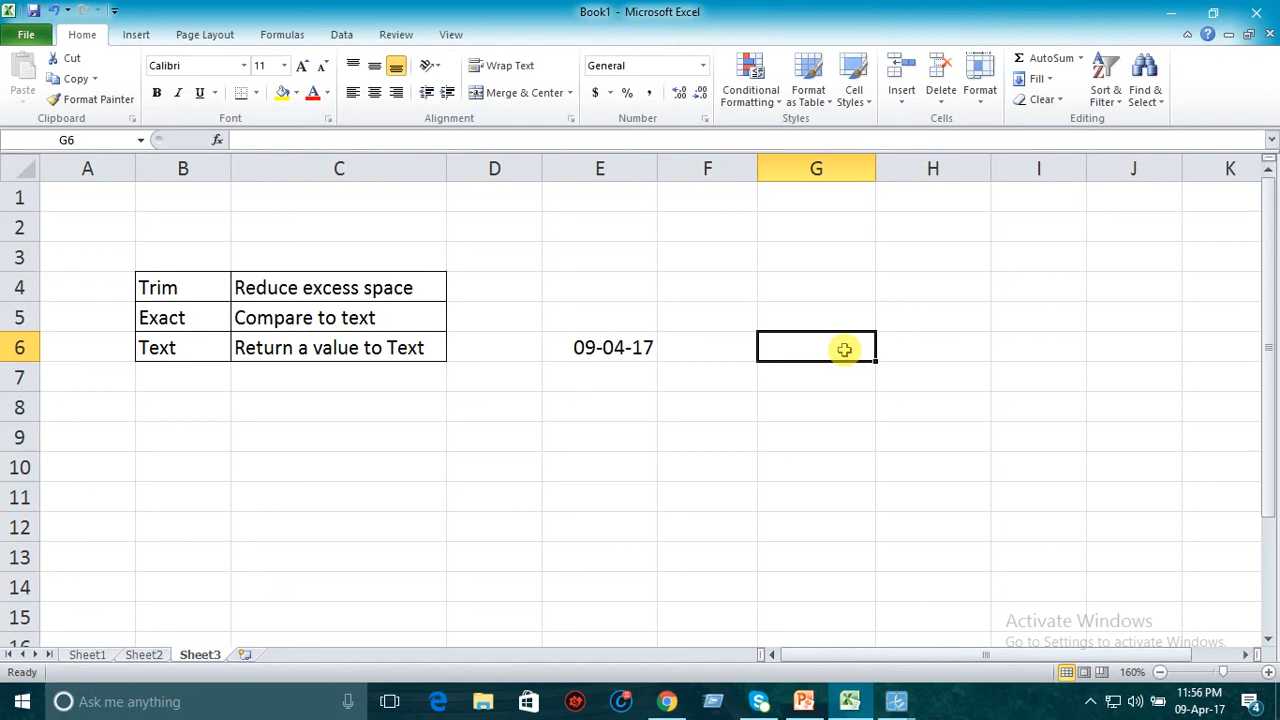 Book1 - Microsoft Excel
File Home Insert Page Layout Formulas Data Review View
Paste Cut Copy Format Painter Clipboard
Calibri 11 A A B I U A Font
Wrap Text Merge & Center Alignment
General $ % , Number
Conditional Formatting Format as Table Cell Styles Styles
Insert Delete Format Cells
Σ AutoSum Fill Clear Sort & Filter Find & Select Editing
G6 fx
A B C D E F G H I J K
1
2
3
4 Trim Reduce excess space
5 Exact Compare to text
6 Text Return a value to Text 09-04-17
7
8
9
10
11
12
13
14
15
16
Activate Windows
Go to Settings to activate Windows.
Sheet1 Sheet2 Sheet3
Ready 160%
Ask me anything 11:56 PM
09-Apr-17 4